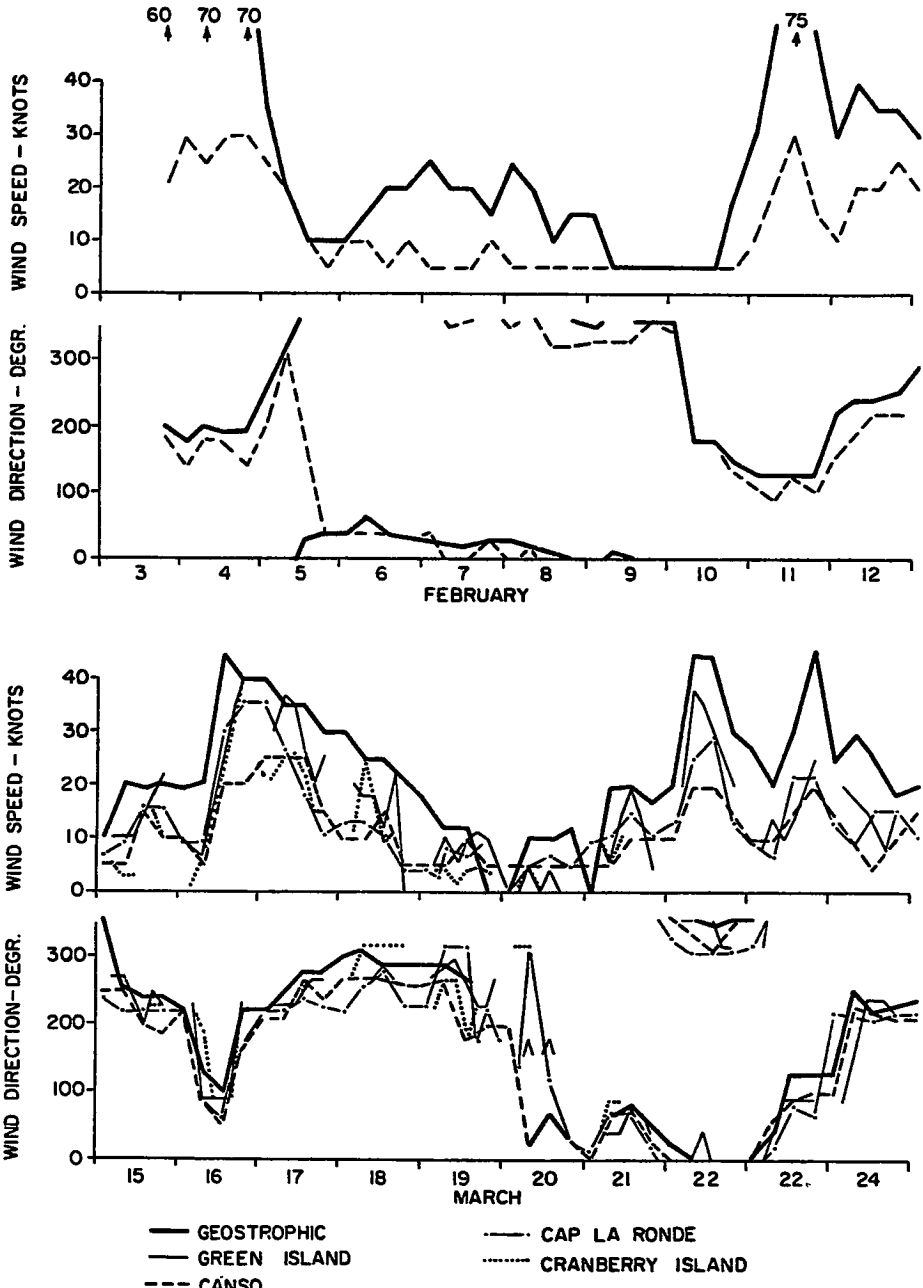 60 70 70 75
WIND SPEED – KNOTS
40
30
20
10
0
WIND DIRECTION – DEGR.
300
200
100
0
3 4 5 6 7 8 9 10 11 12
FEBRUARY
WIND SPEED – KNOTS
40
30
20
10
0
WIND DIRECTION–DEGR.
300
200
100
0
15 16 17 18 19 20 21 22 22. 24
MARCH
GEOSTROPHIC
CAP LA RONDE
GREEN ISLAND
CRANBERRY ISLAND
CANSO